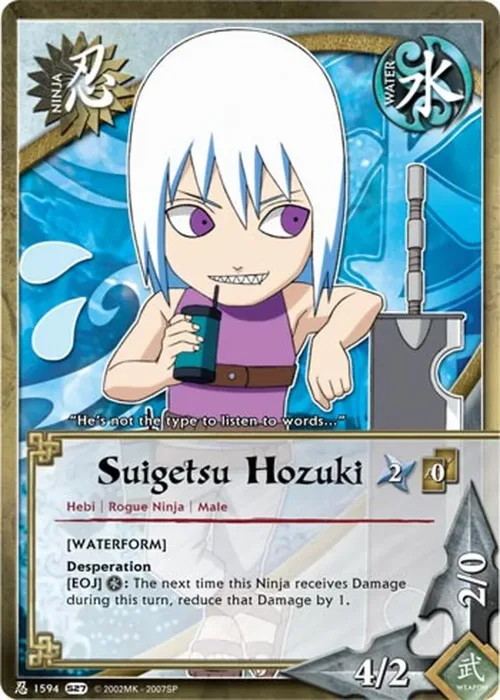 NINJA 忍
WATER 水
"He's not the type to listen to words..."
Suigetsu Hozuki 2 0
Hebi | Rogue Ninja | Male
[WATERFORM]
Desperation
[EOJ] : The next time this Ninja receives Damage
during this turn, reduce that Damage by 1.
2/0
4/2
武
WEAPON
忍 1594 S27 © 2002MK - 2007SP